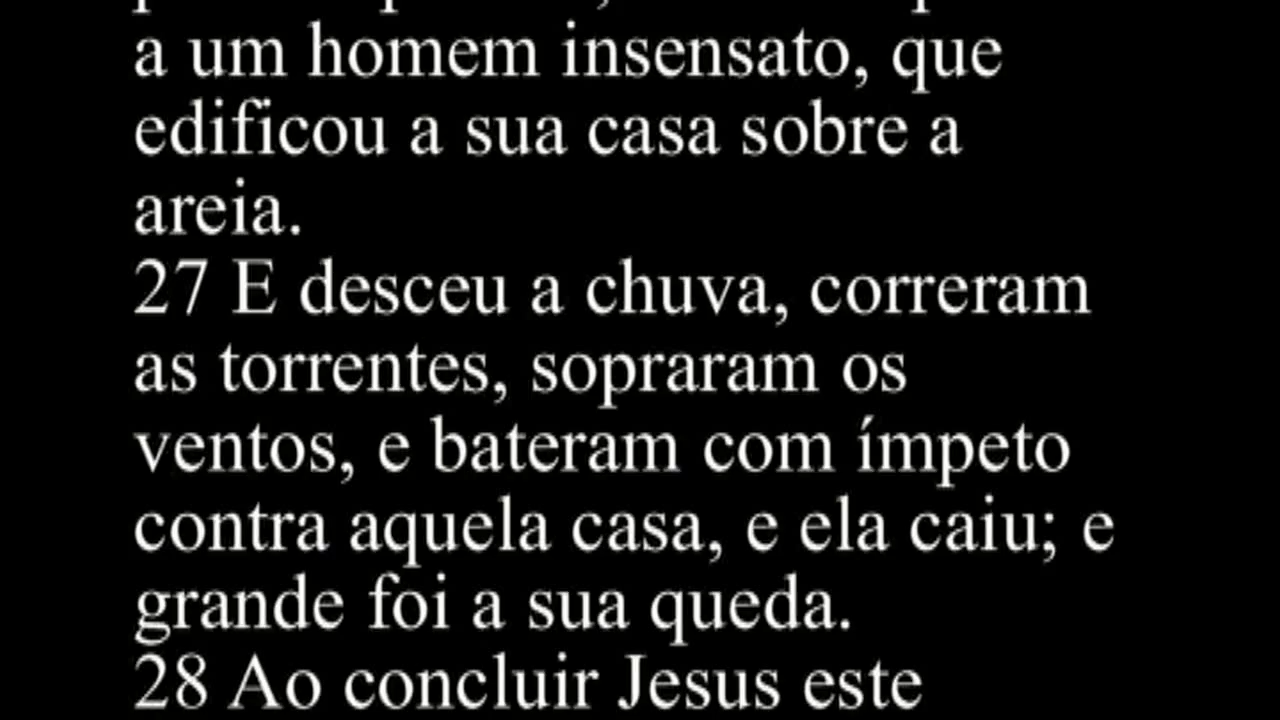 a um homem insensato, que
edificou a sua casa sobre a
areia.
27 E desceu a chuva, correram
as torrentes, sopraram os
ventos, e bateram com ímpeto
contra aquela casa, e ela caiu; e
grande foi a sua queda.
28 Ao concluir Jesus este